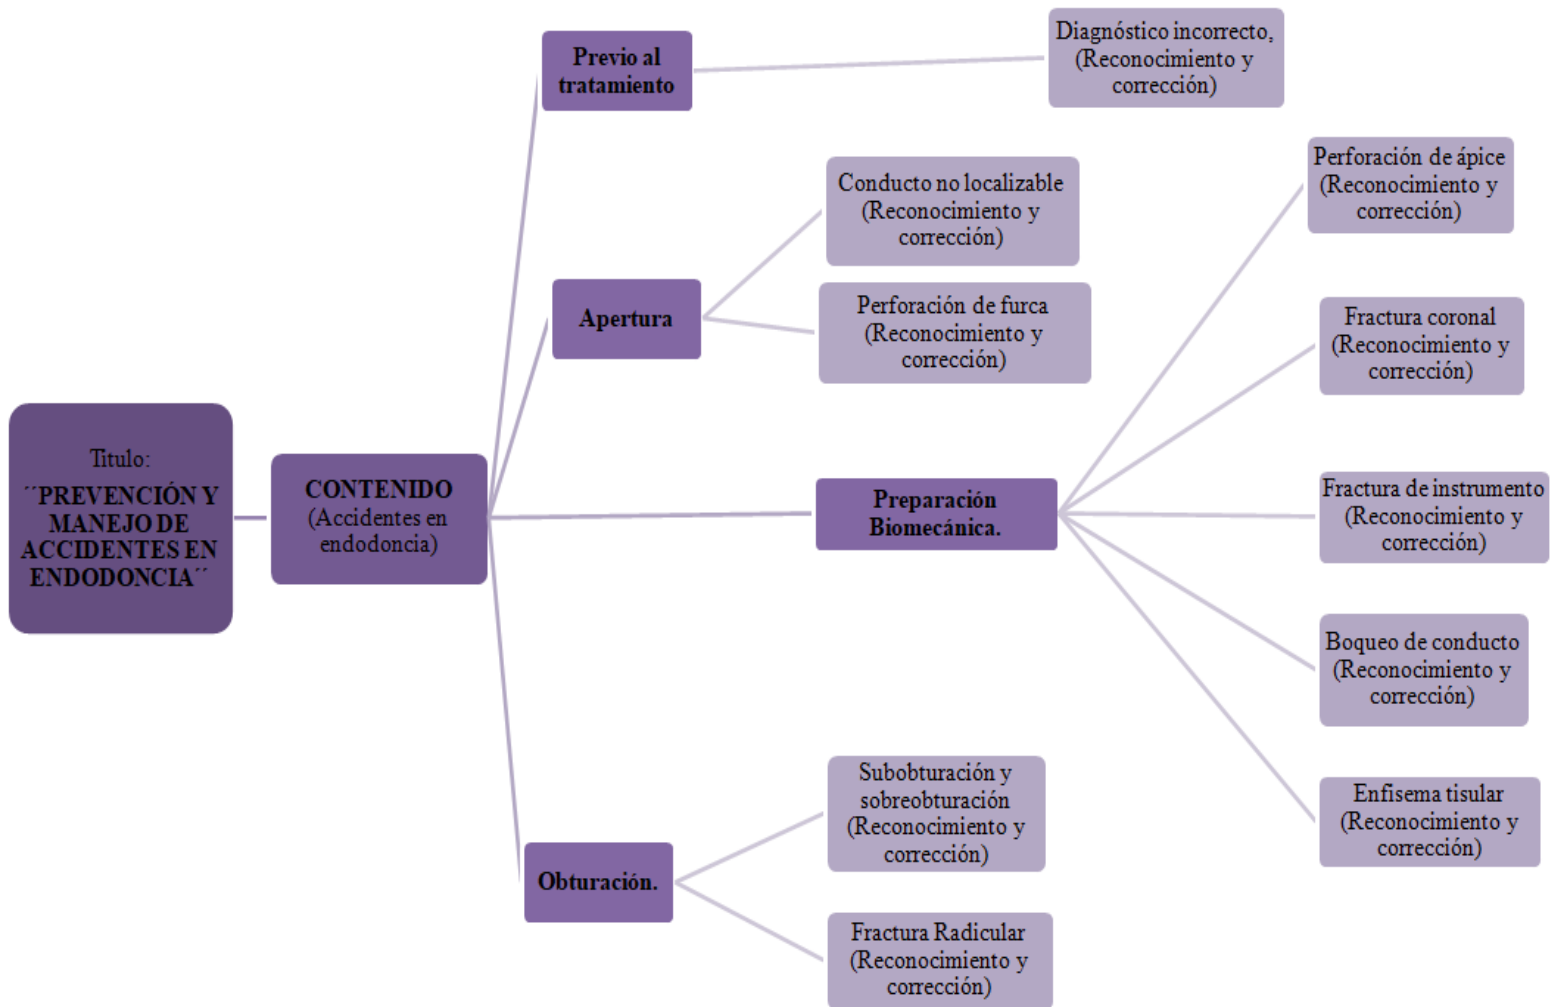 Titulo:
´´PREVENCIÓN Y
MANEJO DE
ACCIDENTES EN
ENDODONCIA´´
CONTENIDO
(Accidentes en
endodoncia)
Previo al
tratamiento
Diagnóstico incorrecto,
(Reconocimiento y
corrección)
Apertura
Conducto no localizable
(Reconocimiento y
corrección)
Perforación de furca
(Reconocimiento y
corrección)
Preparación
Biomecánica.
Perforación de ápice
(Reconocimiento y
corrección)
Fractura coronal
(Reconocimiento y
corrección)
Fractura de instrumento
(Reconocimiento y
corrección)
Boqueo de conducto
(Reconocimiento y
corrección)
Enfisema tisular
(Reconocimiento y
corrección)
Obturación.
Subobturación y
sobreobturación
(Reconocimiento y
corrección)
Fractura Radicular
(Reconocimiento y
corrección)